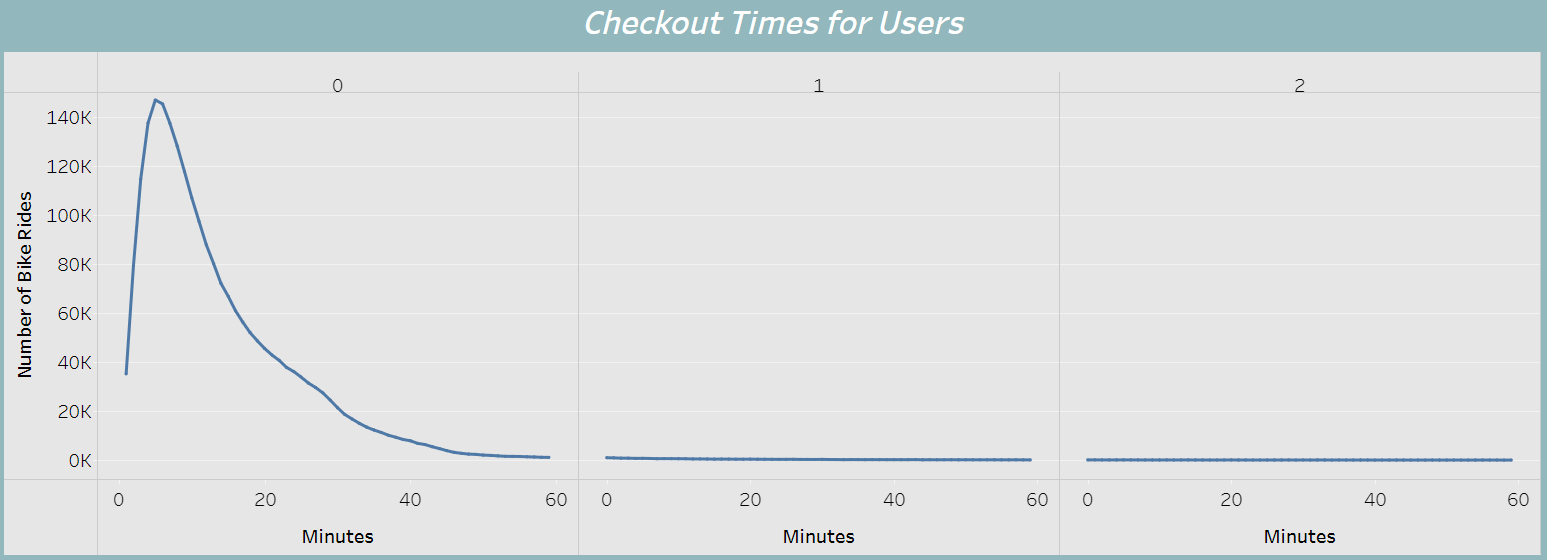 Checkout Times for Users
0 1 2
Number of Bike Rides
140K
120K
100K
80K
60K
40K
20K
0K
0 20 40 60 0 20 40 60 0 20 40 60
Minutes Minutes Minutes